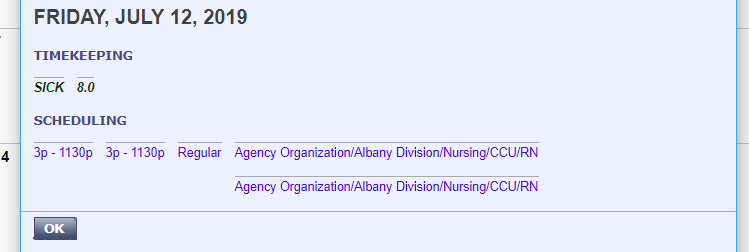 FRIDAY, JULY 12, 2019
TIMEKEEPING
SICK 8.0
SCHEDULING
4 3p - 1130p 3p - 1130p Regular Agency Organization/Albany Division/Nursing/CCU/RN
Agency Organization/Albany Division/Nursing/CCU/RN
OK